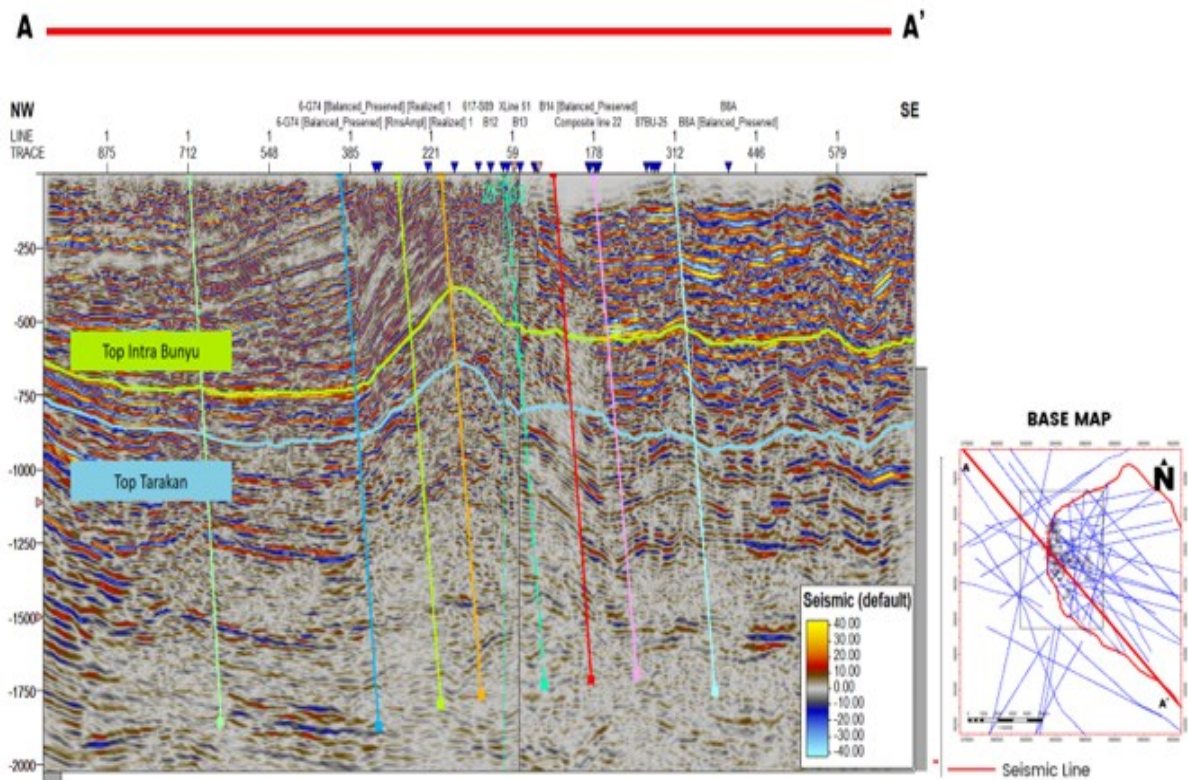 A A'
NW SE
6-G74 [Balanced_Preserved] [Realized] 1 617-S09 XLine 51 B14 [Balanced_Preserved] B8A
6-G74 [Balanced_Preserved] [RmsAmpl] [Realized] 1 B12 B13 Composite line 22 87BU-25 B8A [Balanced_Preserved]
LINE 1 1 1 1 1 1 1 1 1 1
TRACE 875 712 548 385 221 59 178 312 446 579
-250
-500
Top Intra Bunyu
-750
-1000
Top Tarakan
-1250
-1500
-1750
-2000
Seismic (default)
40.00
30.00
20.00
10.00
0.00
-10.00
-20.00
-30.00
-40.00
BASE MAP
A
N
A'
Seismic Line